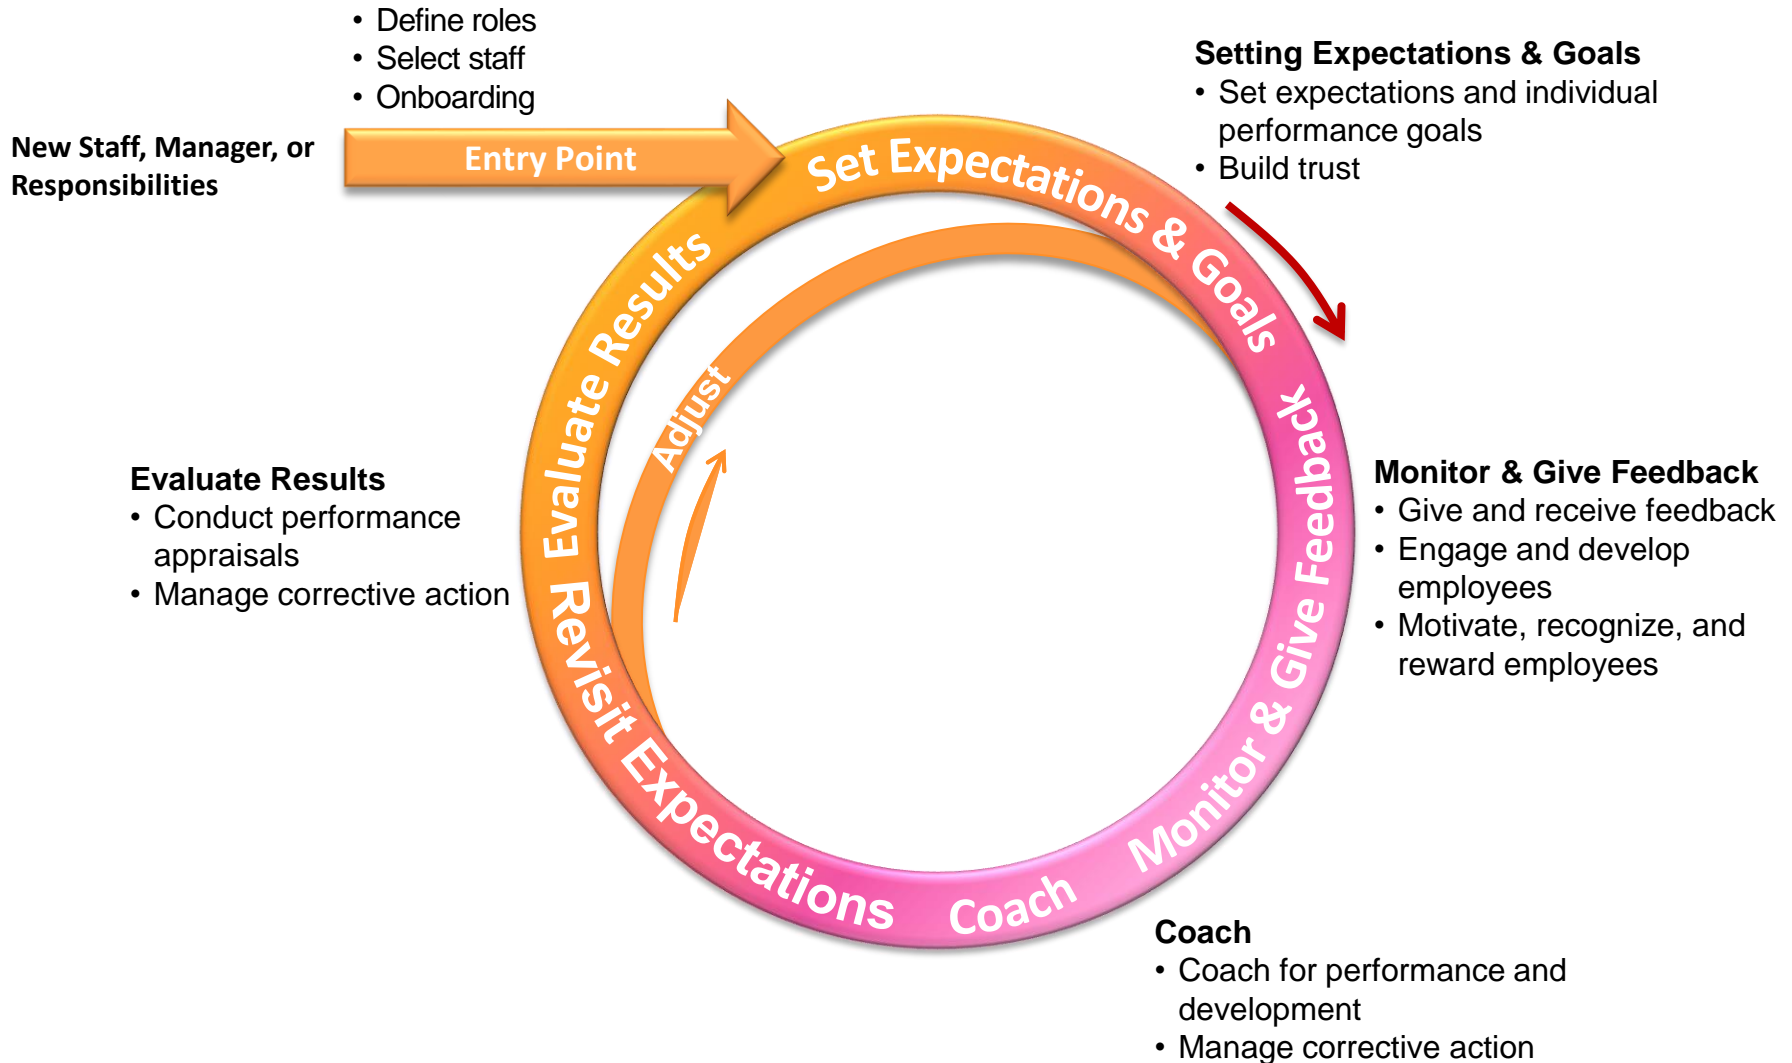 • Define roles
• Select staff
• Onboarding
New Staff, Manager, or
Responsibilities
Entry Point
Setting Expectations & Goals
• Set expectations and individual
performance goals
• Build trust
Set Expectations & Goals
Monitor & Give Feedback
Coach
Revisit Expectations
Evaluate Results
Adjust
Monitor & Give Feedback
• Give and receive feedback
• Engage and develop
employees
• Motivate, recognize, and
reward employees
Evaluate Results
• Conduct performance
appraisals
• Manage corrective action
Coach
• Coach for performance and
development
• Manage corrective action